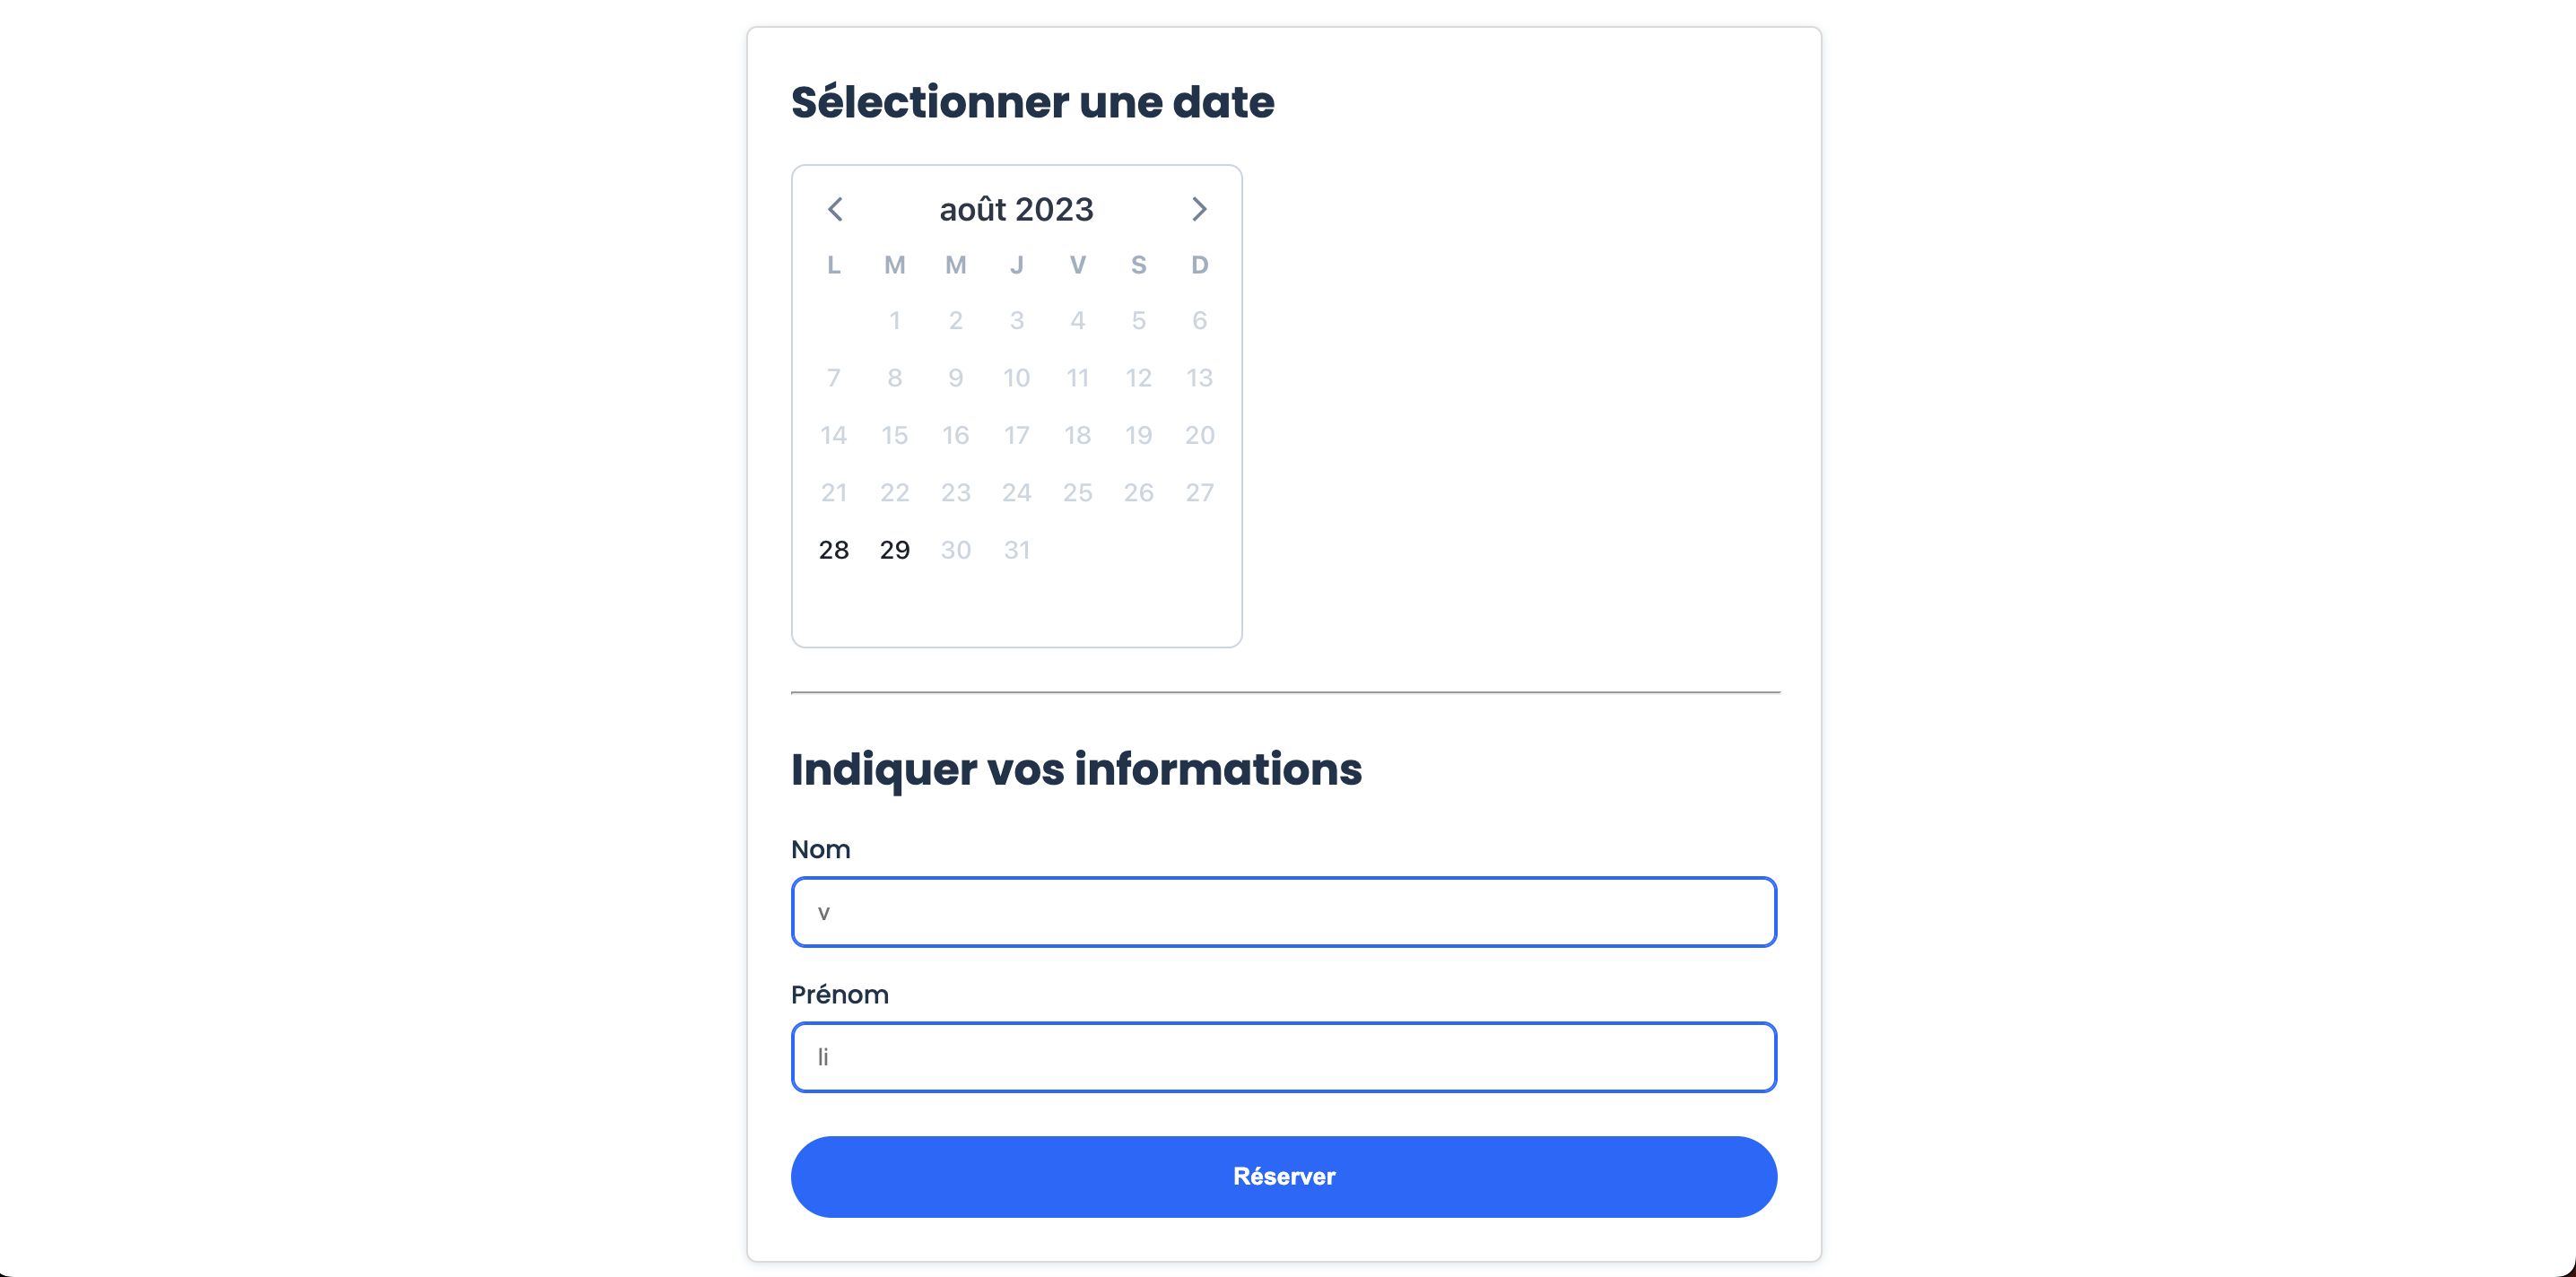 Sélectionner une date
août 2023
L M M J V S D
1 2 3 4 5 6
7 8 9 10 11 12 13
14 15 16 17 18 19 20
21 22 23 24 25 26 27
28 29 30 31
Indiquer vos informations
Nom
v
Prénom
li
Réserver